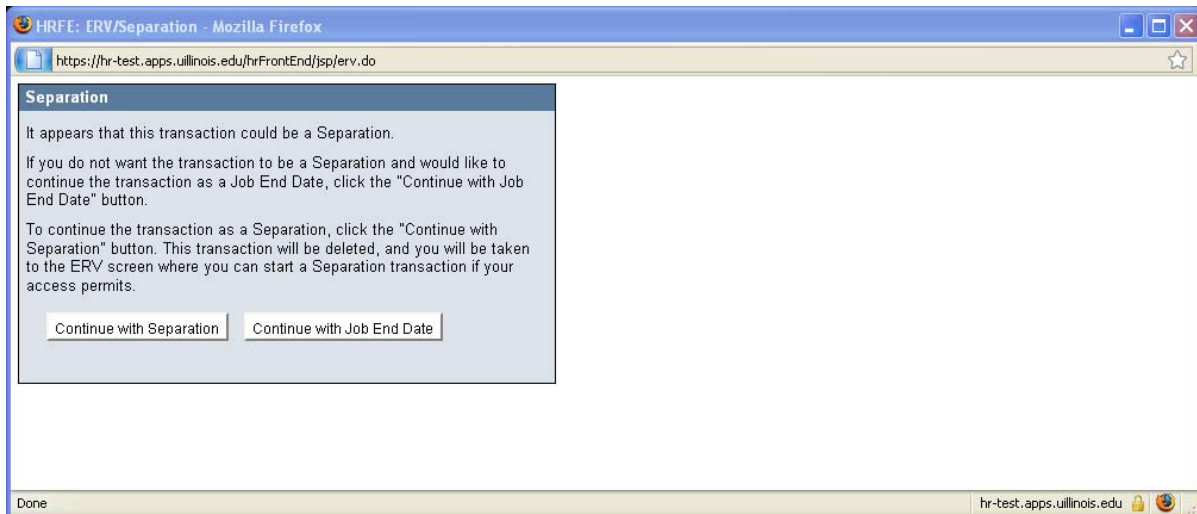 HRFE: ERV/Separation - Mozilla Firefox
https://hr-test.apps.uillinois.edu/hrFrontEnd/jsp/erv.do
Separation
It appears that this transaction could be a Separation.
If you do not want the transaction to be a Separation and would like to
continue the transaction as a Job End Date, click the "Continue with Job
End Date" button.
To continue the transaction as a Separation, click the "Continue with
Separation" button. This transaction will be deleted, and you will be taken
to the ERV screen where you can start a Separation transaction if your
access permits.
Continue with Separation Continue with Job End Date
Done hr-test.apps.uillinois.edu